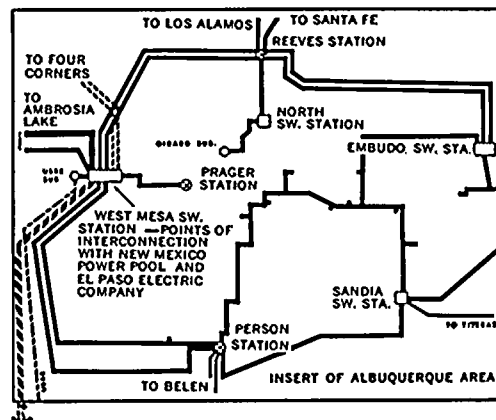 TO LOS ALAMOS
TO SANTA FE
REEVES STATION
TO FOUR
CORNERS
TO
AMBROSIA
LAKE
NORTH
SW. STATION
EMBUDO, SW. STA.
PRAGER
STATION
WEST MESA SW.
STATION —POINTS OF
INTERCONNECTION
WITH NEW MEXICO
POWER POOL AND
EL PASO ELECTRIC
COMPANY
SANDIA
SW. STA.
PERSON
STATION
TO BELEN
INSERT OF ALBUQUERQUE AREA